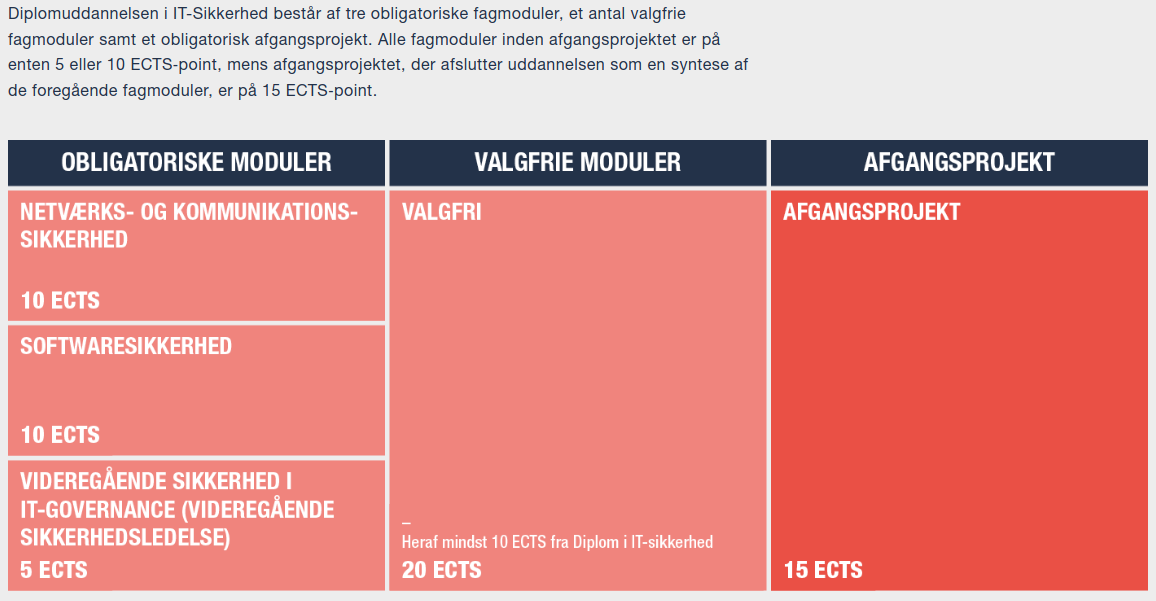 Diplomuddannelsen i IT-Sikkerhed består af tre obligatoriske fagmoduler, et antal valgfrie
fagmoduler samt et obligatorisk afgangsprojekt. Alle fagmoduler inden afgangsprojektet er på
enten 5 eller 10 ECTS-point, mens afgangsprojektet, der afslutter uddannelsen som en syntese af
de foregående fagmoduler, er på 15 ECTS-point.
OBLIGATORISKE MODULER
NETVÆRKS- OG KOMMUNIKATIONS-
SIKKERHED
10 ECTS
SOFTWARESIKKERHED
10 ECTS
VIDEREGÅENDE SIKKERHED I
IT-GOVERNANCE (VIDEREGÅENDE
SIKKERHEDSLEDELSE)
5 ECTS
VALGFRIE MODULER
VALGFRI
–
Heraf mindst 10 ECTS fra Diplom i IT-sikkerhed
20 ECTS
AFGANGSPROJEKT
AFGANGSPROJEKT
15 ECTS